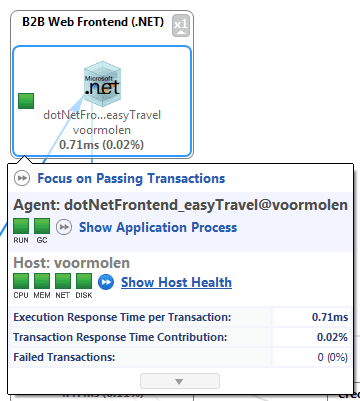 B2B Web Frontend (.NET)
x1
Microsoft
.net
dotNetFro...easyTravel
voormolen
0.71ms (0.02%)
Focus on Passing Transactions
Agent: dotNetFrontend_easyTravel@voormolen
RUN GC Show Application Process
Host: voormolen
CPU MEM NET DISK Show Host Health
Execution Response Time per Transaction: 0.71ms
Transaction Response Time Contribution: 0.02%
Failed Transactions: 0 (0%)